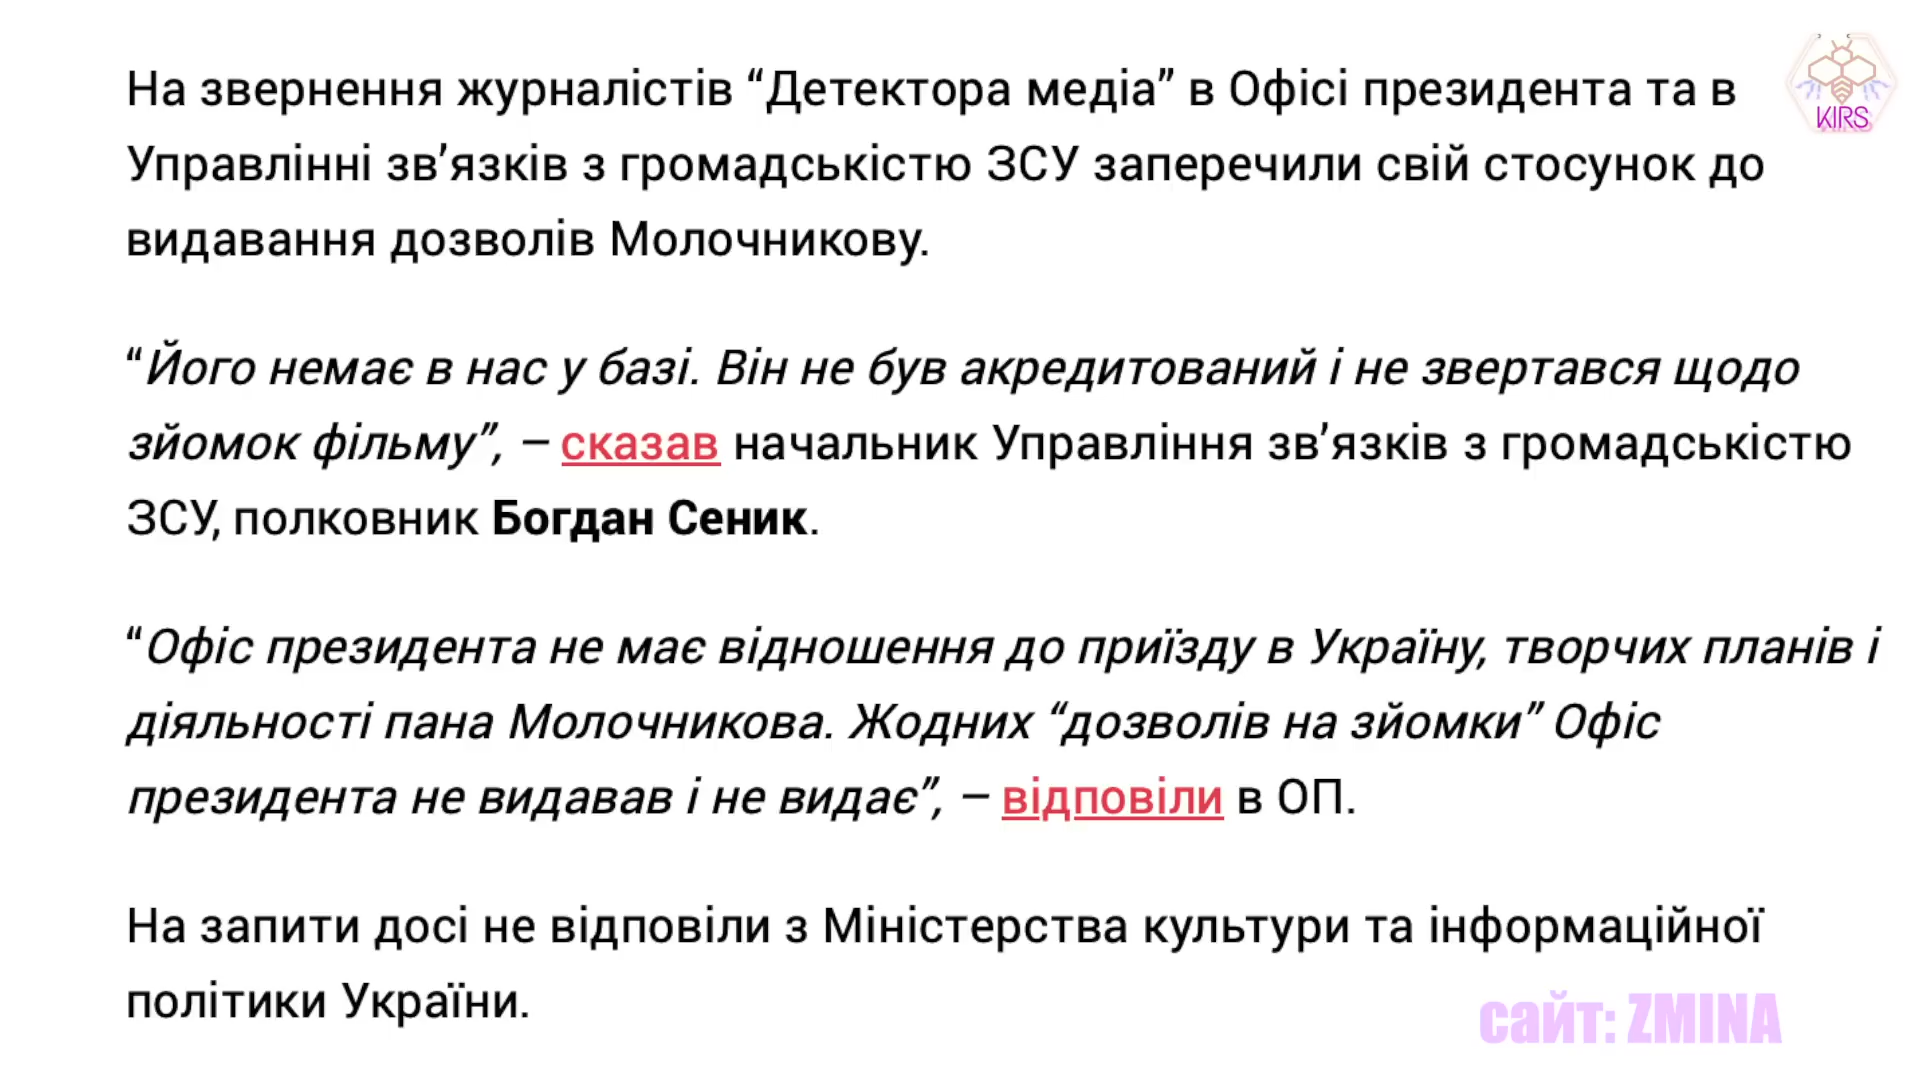 На звернення журналістів “Детектора медіа” в Офісі президента та в
Управлінні зв’язків з громадськістю ЗСУ заперечили свій стосунок до
видавання дозволів Молочникову.
“Його немає в нас у базі. Він не був акредитований і не звертався щодо
зйомок фільму”, – сказав начальник Управління зв’язків з громадськістю
ЗСУ, полковник Богдан Сеник.
“Офіс президента не має відношення до приїзду в Україну, творчих планів і
діяльності пана Молочникова. Жодних “дозволів на зйомки” Офіс
президента не видавав і не видає”, – відповіли в ОП.
На запити досі не відповіли з Міністерства культури та інформаційної
політики України.
KIRS
сайт: ZMINA